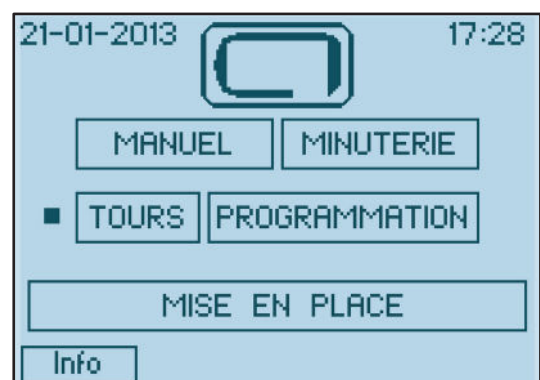 21-01-2013 17:28
MANUEL MINUTERIE
TOURS PROGRAMMATION
MISE EN PLACE
Info